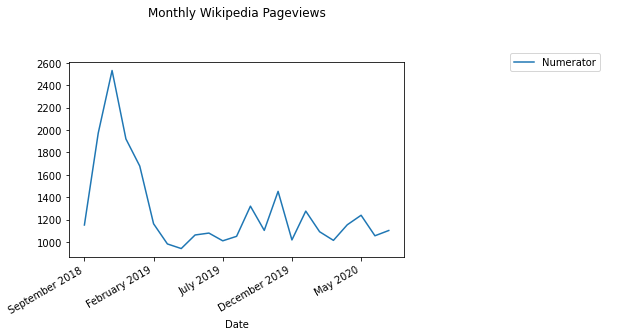 Monthly Wikipedia Pageviews
Numerator
2600
2400
2200
2000
1800
1600
1400
1200
1000
September 2018
February 2019
July 2019
December 2019
May 2020
Date